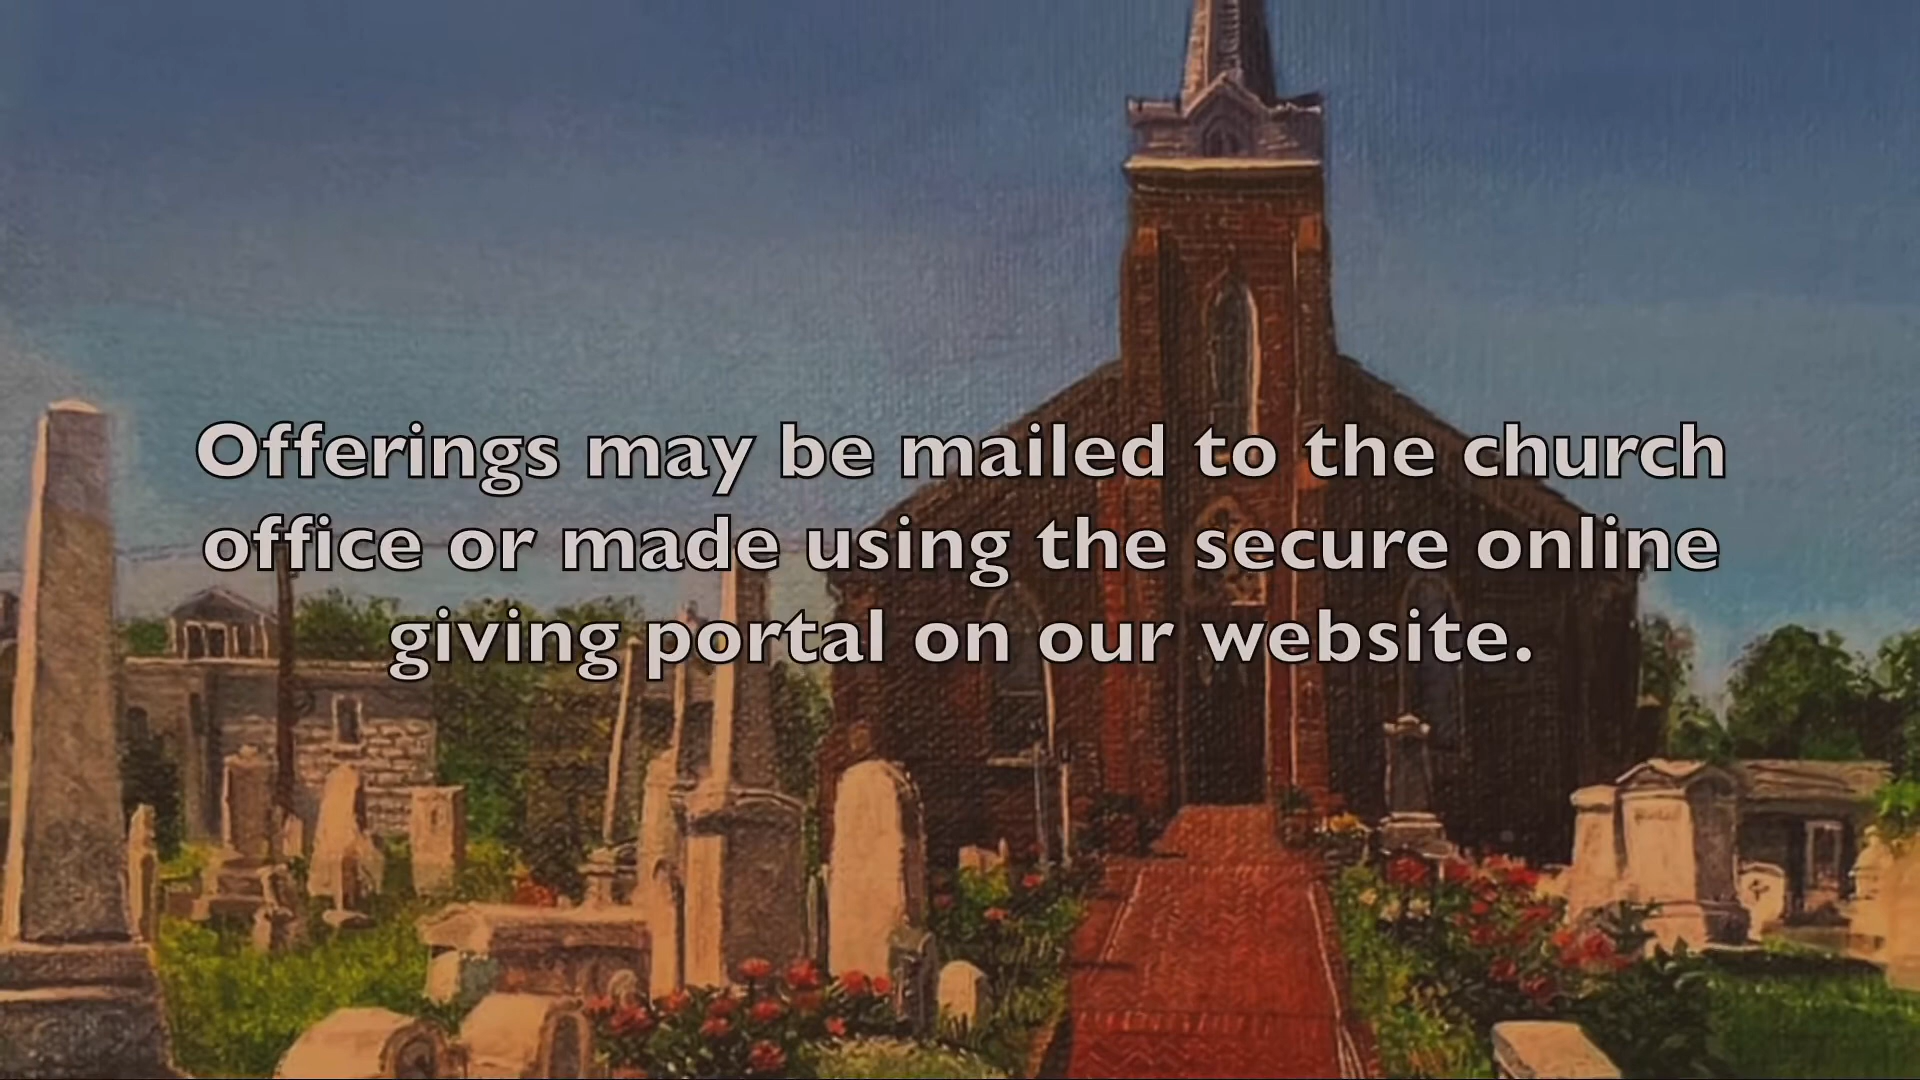 Offerings may be mailed to the church
office or made using the secure online
giving portal on our website.